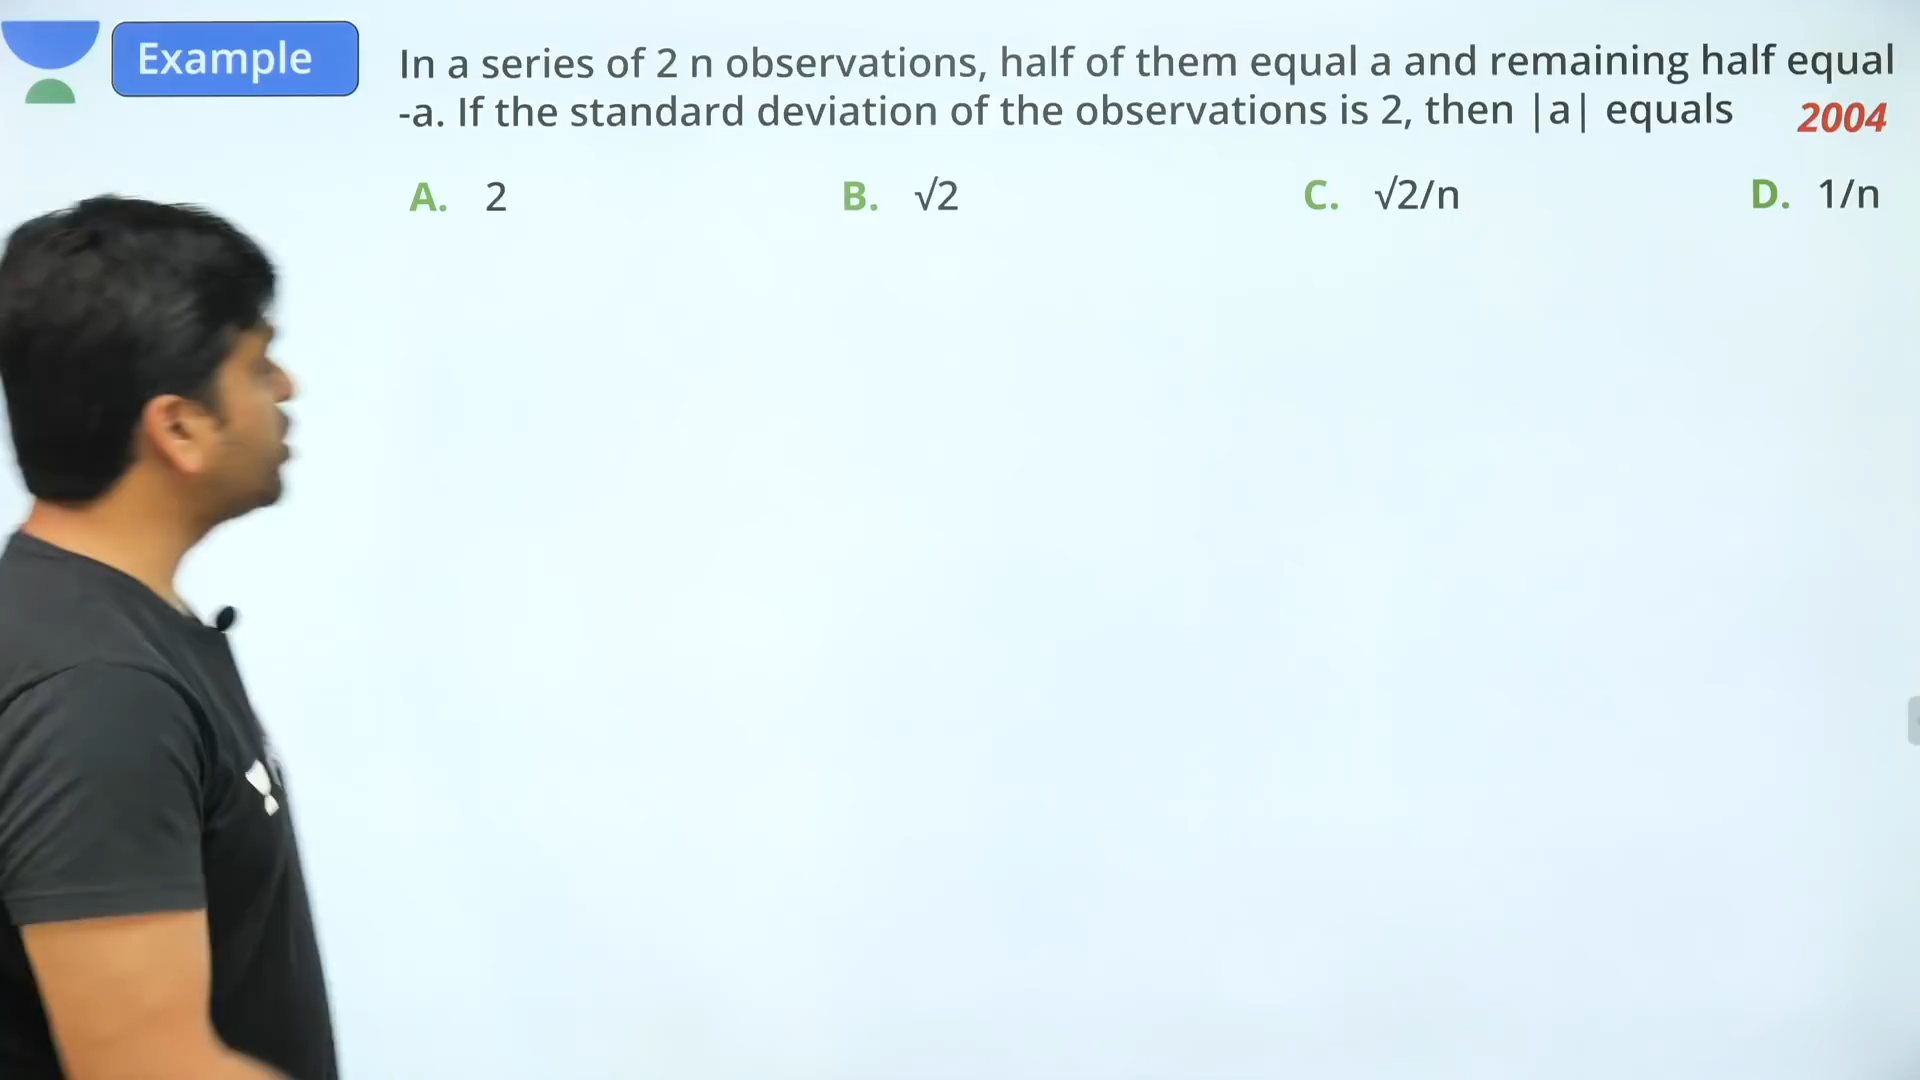 Example
In a series of 2 n observations, half of them equal a and remaining half equal
-a. If the standard deviation of the observations is 2, then |a| equals 2004
A. 2 B. √2 C. √2/n D. 1/n